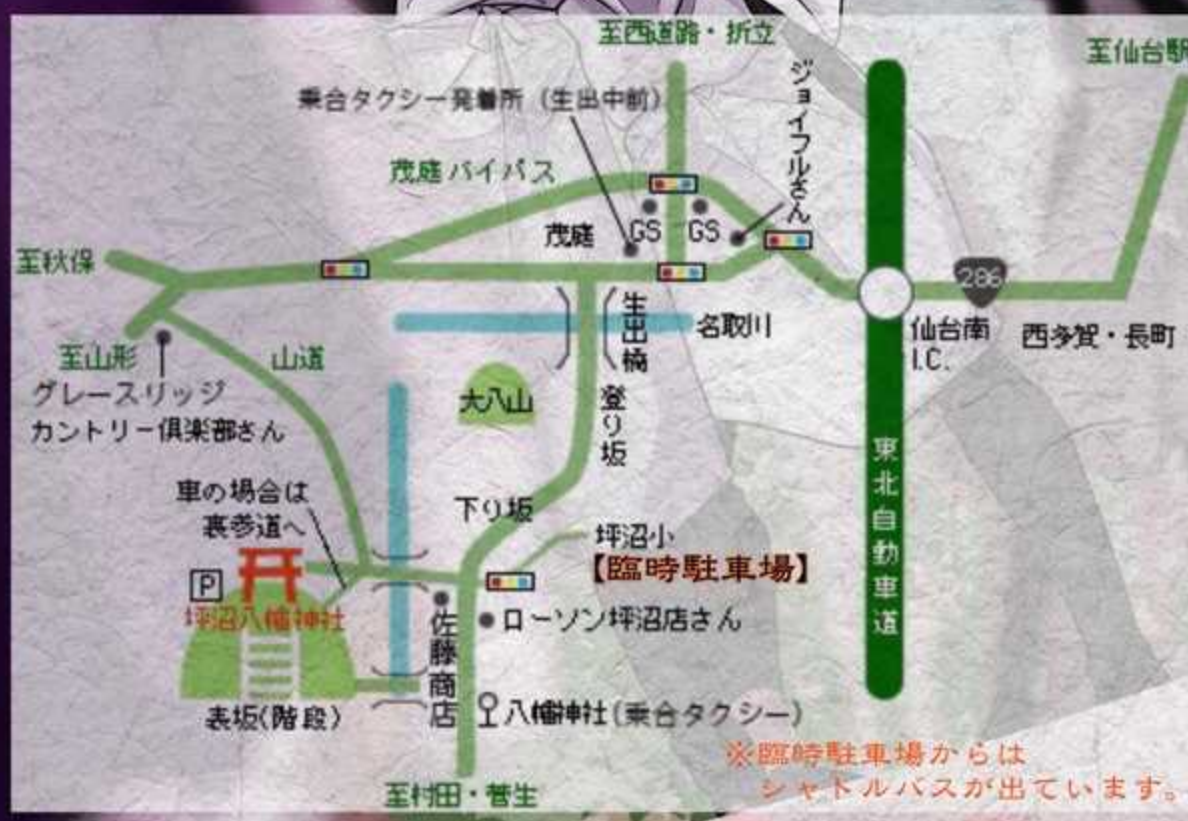 至西道路・折立
至仙台駅
乗合タクシー発着所（生出中前）
ジョイフルさん
茂庭バイパス
茂庭
GS
GS
至秋保
286
生出橋
名取川
仙台南
I.C.
西多賀・長町
至山形
山道
グレースリッジ
カントリー倶楽部さん
大八山
登り坂
東北自動車道
車の場合は
裏参道へ
下り坂
坪沼小
【臨時駐車場】
P
坪沼八幡神社
佐藤商店
ローソン坪沼店さん
表坂(階段)
八幡神社(乗合タクシー)
※臨時駐車場からは
シャトルバスが出ています。
至村田・菅生